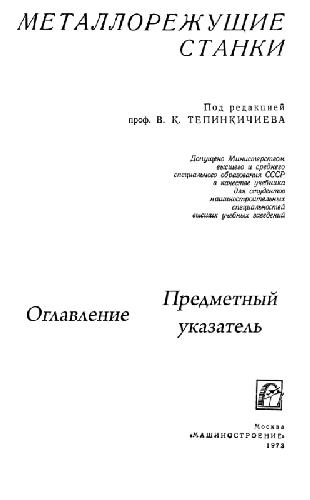 МЕТАЛЛОРЕЖУЩИЕ
СТАНКИ
Под редакцией
проф. В. К. ТЕПИНКИЧИЕВА
Допущено Министерством
высшего и среднего
специального образования СССР
в качестве учебника
для студентов
машиностроительных
специальностей
высших учебных заведений
Оглавление
Предметный
указатель
Москва
«МАШИНОСТРОЕНИЕ»
1973